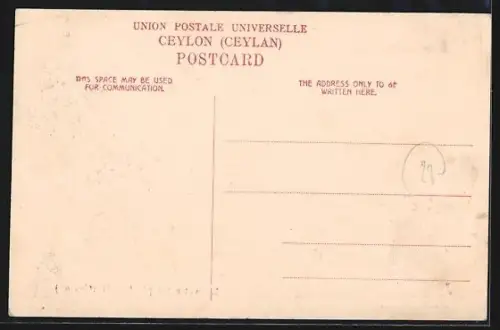 UNION POSTALE UNIVERSELLE
CEYLON (CEYLAN)
POSTCARD
THIS SPACE MAY BE USED
FOR COMMUNICATION.
THE ADDRESS ONLY TO BE
WRITTEN HERE.